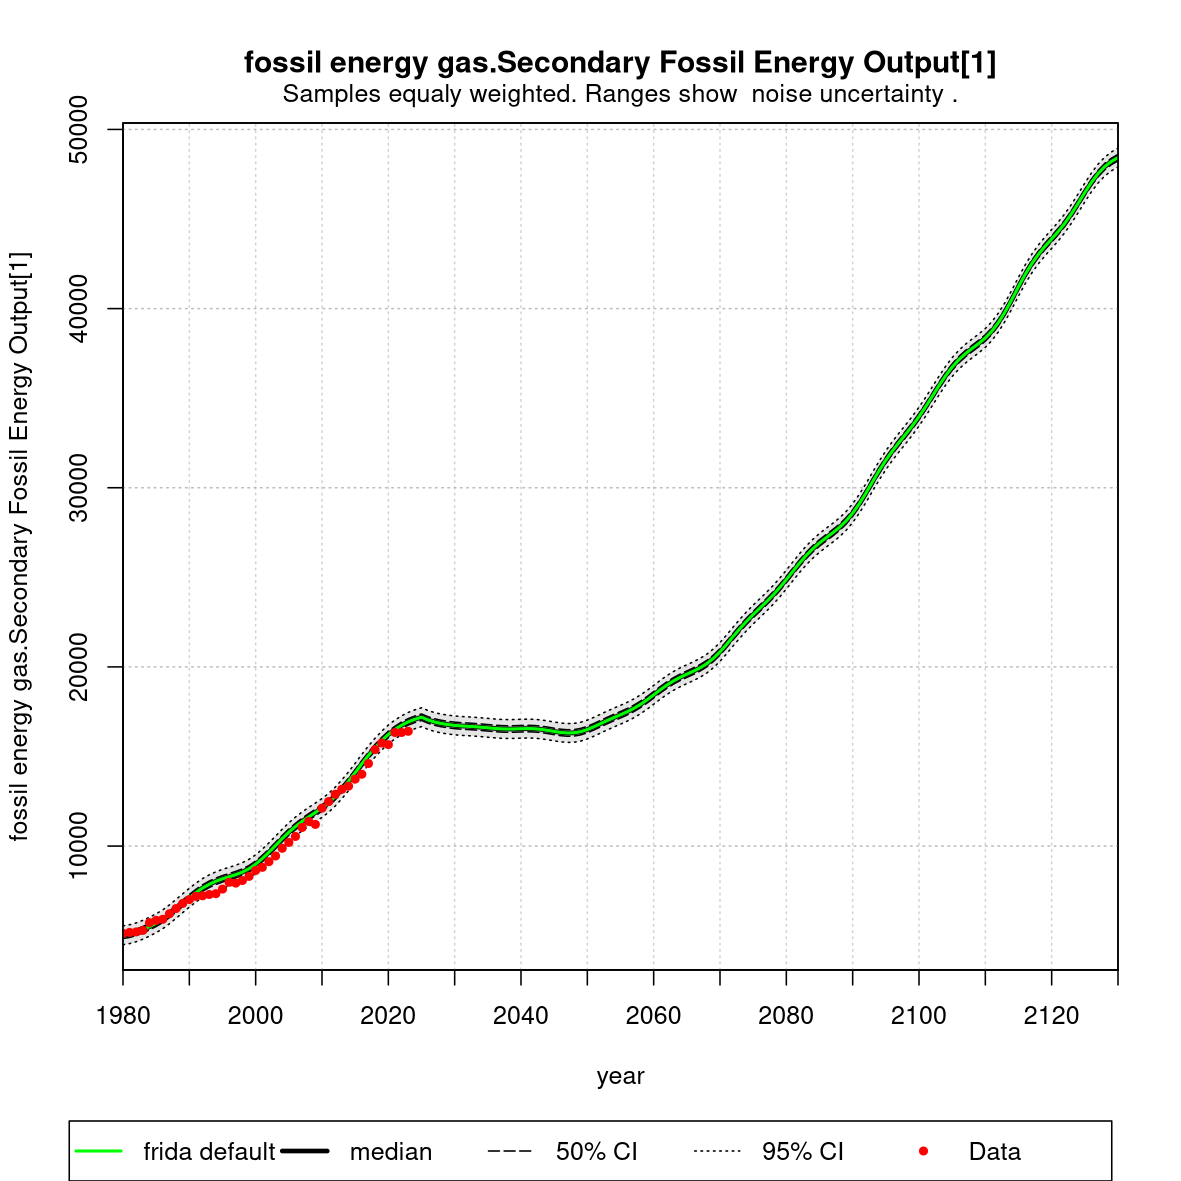 fossil energy gas.Secondary Fossil Energy Output[1]
Samples equaly weighted. Ranges show  noise uncertainty .
fossil energy gas.Secondary Fossil Energy Output[1]
50000
40000
30000
20000
10000
1980 2000 2020 2040 2060 2080 2100 2120
year
frida default median 50% CI 95% CI Data